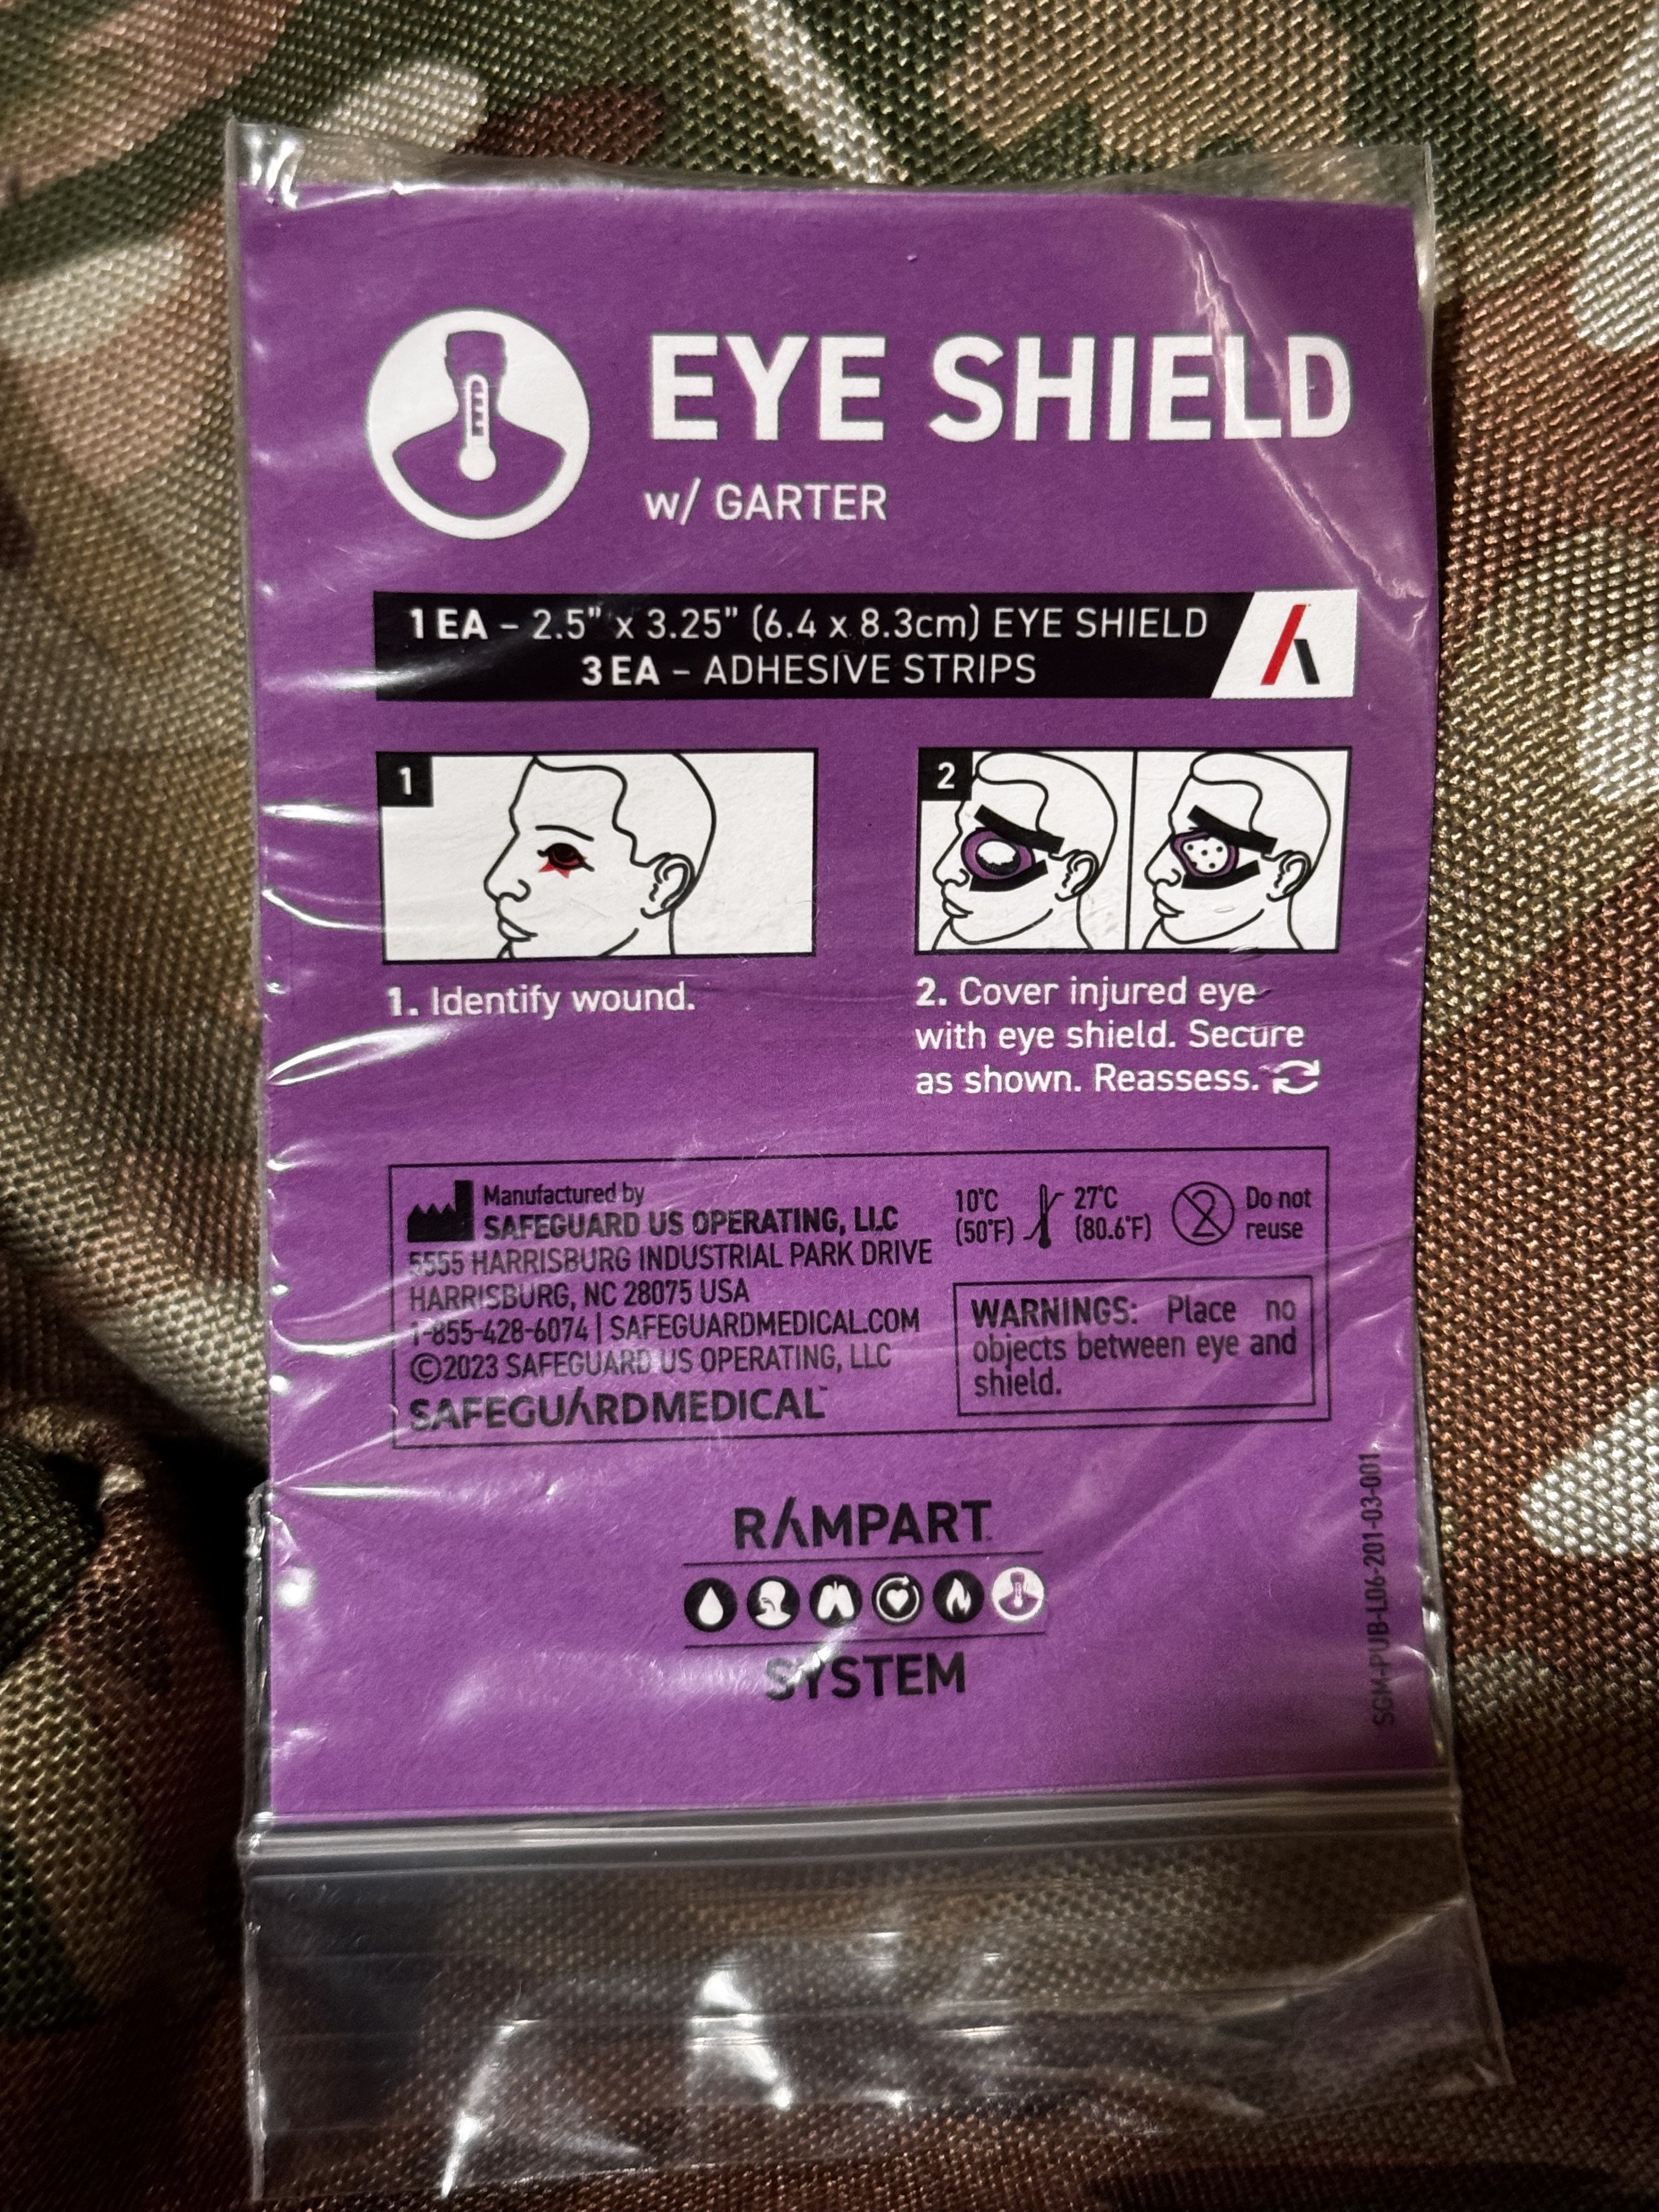 EYE SHIELD
w/ GARTER
1 EA – 2.5" x 3.25" (6.4 x 8.3cm) EYE SHIELD
3 EA – ADHESIVE STRIPS
1
2
1. Identify wound.
2. Cover injured eye
with eye shield. Secure
as shown. Reassess.
Manufactured by
SAFEGUARD US OPERATING, LLC
5555 HARRISBURG INDUSTRIAL PARK DRIVE
HARRISBURG, NC 28075 USA
1-855-428-6074 | SAFEGUARDMEDICAL.COM
©2023 SAFEGUARD US OPERATING, LLC
SAFEGUARDMEDICAL™
10°C
(50°F)
27°C
(80.6°F)
2
Do not
reuse
WARNINGS: Place no
objects between eye and
shield.
RAMPART
SYSTEM
SGM-PUB-L06-201-03-001